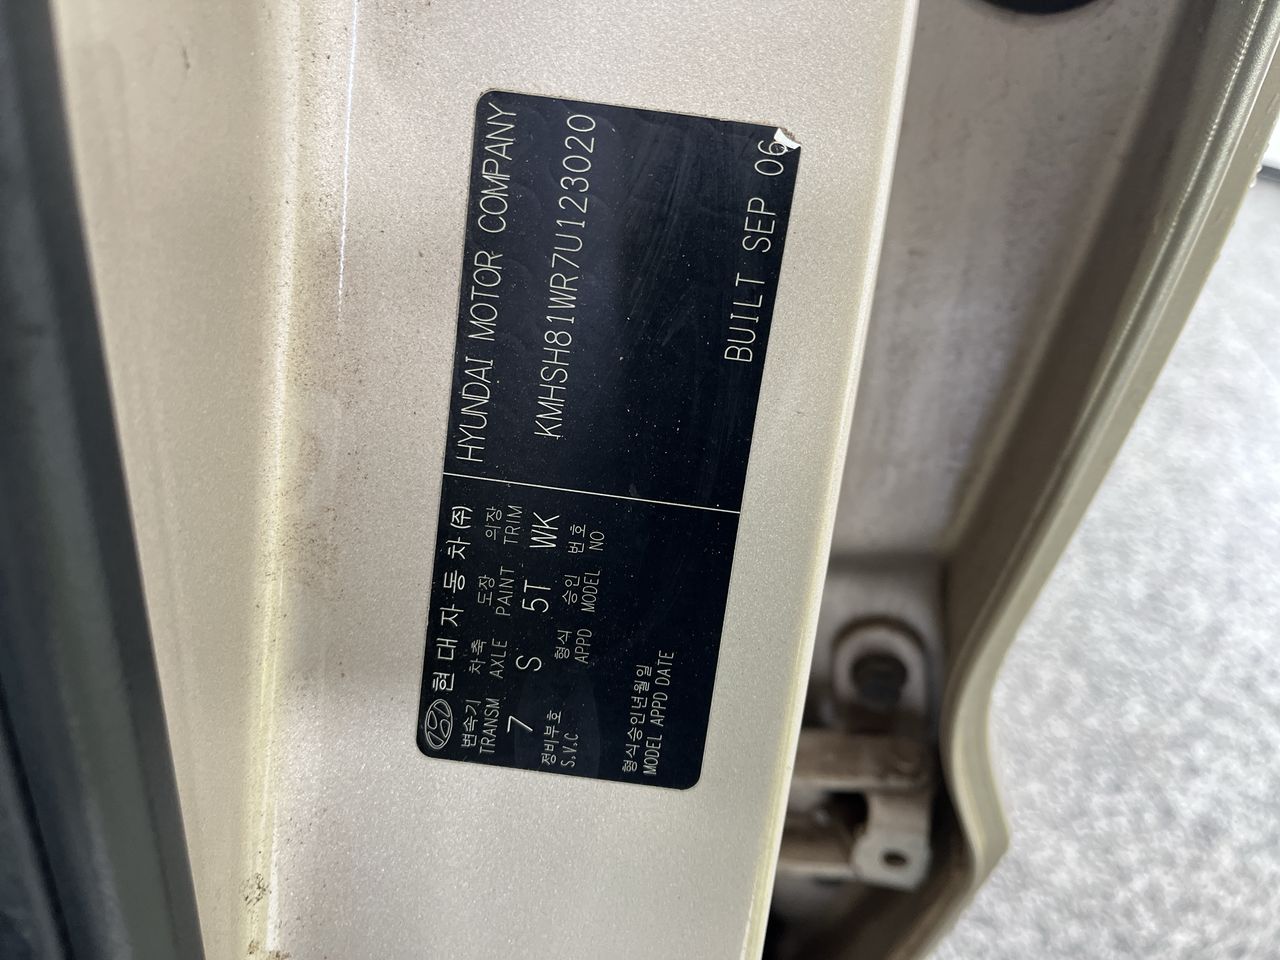 현대자동차(주)
변속기 차축 도장 의장
TRANSM AXLE PAINT TRIM
7 S 5T WK
정비부호 형식 승인 번호
S.V.C APPD MODEL NO
형식승인년월일
MODEL APPD DATE
HYUNDAI MOTOR COMPANY
KMHSH81WR7U123020
BUILT SEP 06